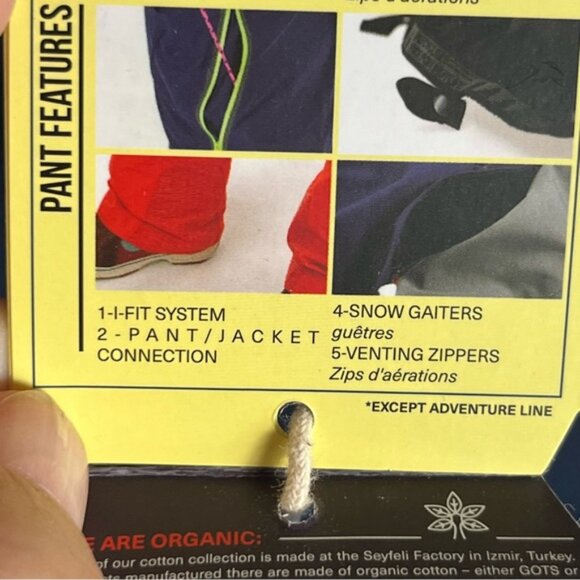 Zips d'aérations
PANT FEATURES
1-I-FIT SYSTEM
2-PANT/JACKET
CONNECTION
4-SNOW GAITERS
guêtres
5-VENTING ZIPPERS
Zips d'aérations
*EXCEPT ADVENTURE LINE
ARE ORGANIC:
of our cotton collection is made at the Seyfeli Factory in Izmir, Turkey.
manufactured there are made of organic cotton – either GOTS or